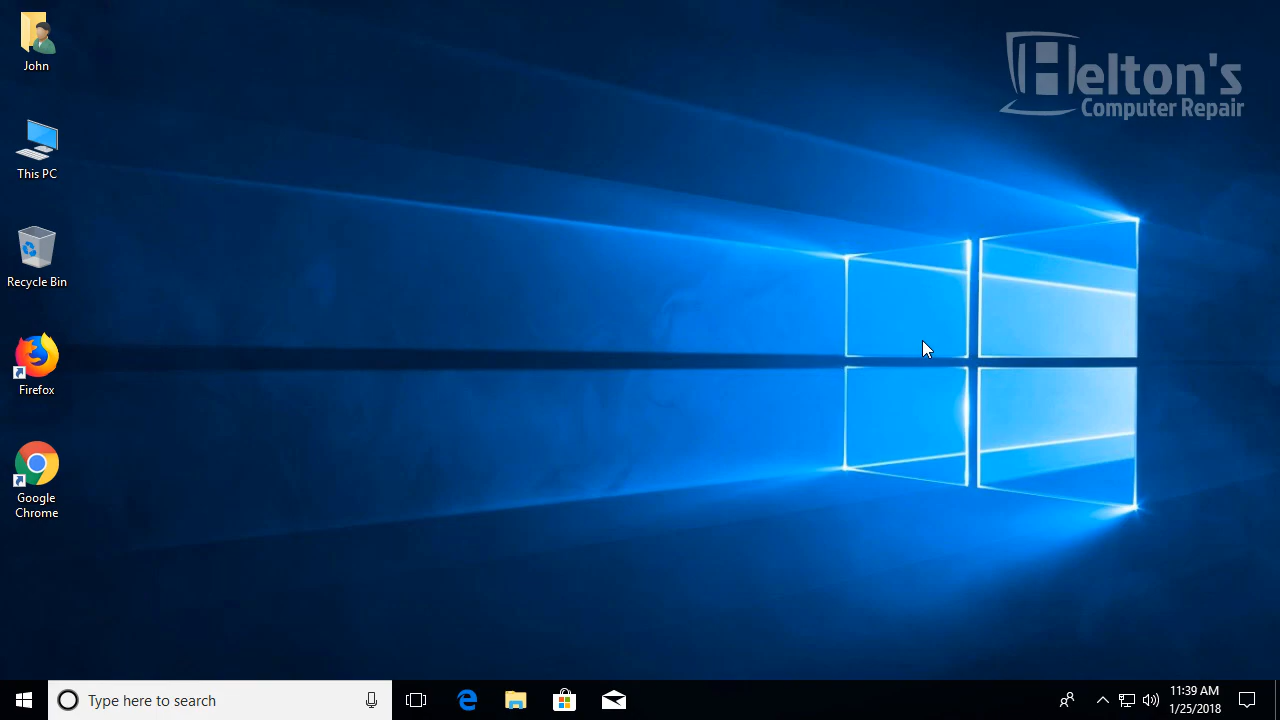 John
This PC
Recycle Bin
Firefox
Google
Chrome
Helton's
Computer Repair
Type here to search
11:39 AM
1/25/2018